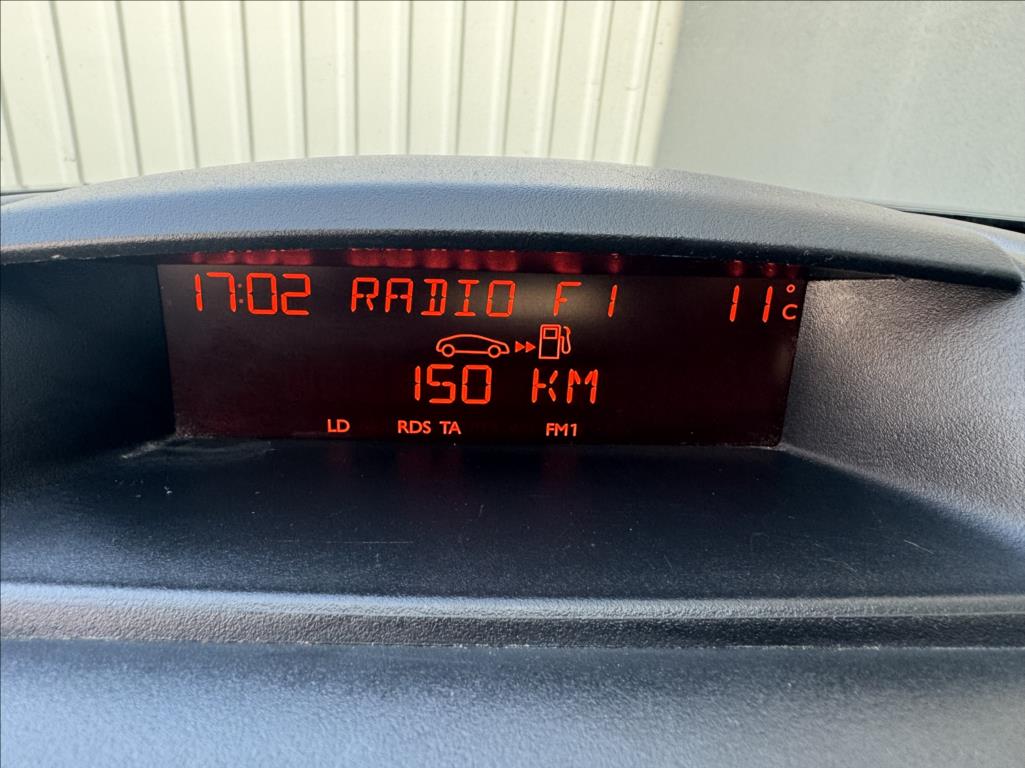 17:02 RADIO F 1 11°C
150 KM
LD RDS TA FM1